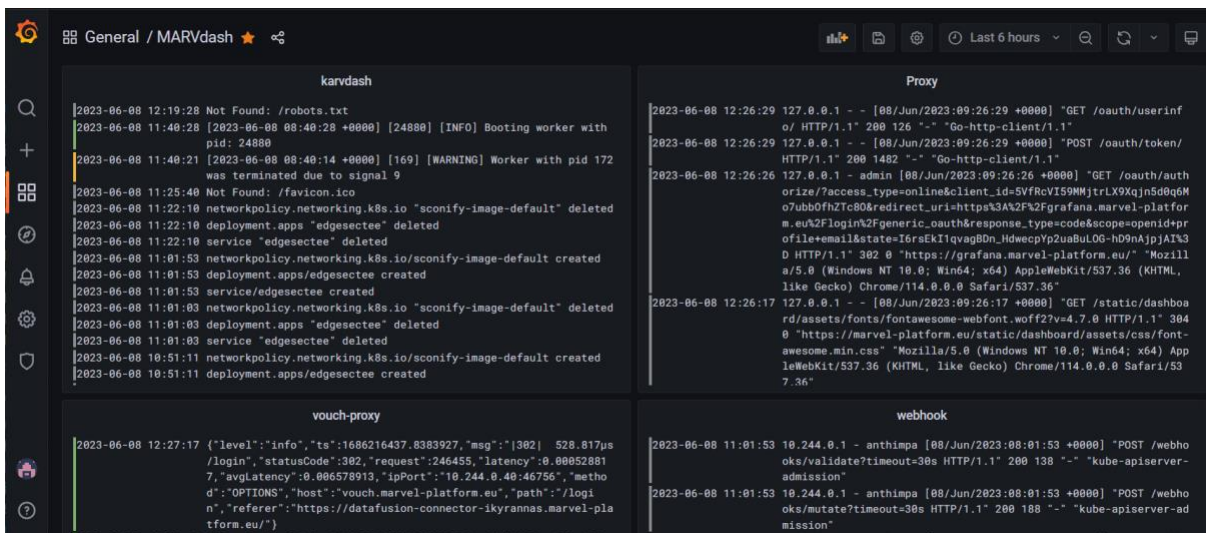 General / MARVdash
Last 6 hours
karvdash
2023-06-08 12:19:28 Not Found: /robots.txt
2023-06-08 11:40:28 [2023-06-08 08:40:28 +0000] [24880] [INFO] Booting worker with
pid: 24880
2023-06-08 11:40:21 [2023-06-08 08:40:14 +0000] [169] [WARNING] Worker with pid 172
was terminated due to signal 9
2023-06-08 11:25:40 Not Found: /favicon.ico
2023-06-08 11:22:10 networkpolicy.networking.k8s.io "sconify-image-default" deleted
2023-06-08 11:22:10 deployment.apps "edgesectee" deleted
2023-06-08 11:22:10 service "edgesectee" deleted
2023-06-08 11:01:53 networkpolicy.networking.k8s.io/sconify-image-default created
2023-06-08 11:01:53 deployment.apps/edgesectee created
2023-06-08 11:01:53 service/edgesectee created
2023-06-08 11:01:03 networkpolicy.networking.k8s.io "sconify-image-default" deleted
2023-06-08 11:01:03 deployment.apps "edgesectee" deleted
2023-06-08 11:01:03 service "edgesectee" deleted
2023-06-08 10:51:11 networkpolicy.networking.k8s.io/sconify-image-default created
2023-06-08 10:51:11 deployment.apps/edgesectee created
Proxy
2023-06-08 12:26:29 127.0.0.1 - - [08/Jun/2023:09:26:29 +0000] "GET /oauth/userinf
o/ HTTP/1.1" 200 126 "-" "Go-http-client/1.1"
2023-06-08 12:26:29 127.0.0.1 - - [08/Jun/2023:09:26:29 +0000] "POST /oauth/token/
HTTP/1.1" 200 1482 "-" "Go-http-client/1.1"
2023-06-08 12:26:26 127.0.0.1 - admin [08/Jun/2023:09:26:26 +0000] "GET /oauth/auth
orize/?access_type=online&client_id=5VfRcVI59MMjtrLX9Xqjn5d0q6M
o7ubbOfhZTc8O&redirect_uri=https%3A%2F%2Fgrafana.marvel-platfor
m.eu%2Flogin%2Fgeneric_oauth&response_type=code&scope=openid+pr
ofile+email&state=I6rsEkI1qvagBDn_HdwecpYp2uaBuLOG-hD9nAjpjAI%3
D HTTP/1.1" 302 0 "https://grafana.marvel-platform.eu/" "Mozill
a/5.0 (Windows NT 10.0; Win64; x64) AppleWebKit/537.36 (KHTML,
like Gecko) Chrome/114.0.0.0 Safari/537.36"
2023-06-08 12:26:17 127.0.0.1 - - [08/Jun/2023:09:26:17 +0000] "GET /static/dashboa
rd/assets/fonts/fontawesome-webfont.woff2?v=4.7.0 HTTP/1.1" 304
0 "https://marvel-platform.eu/static/dashboard/assets/css/font-
awesome.min.css" "Mozilla/5.0 (Windows NT 10.0; Win64; x64) App
leWebKit/537.36 (KHTML, like Gecko) Chrome/114.0.0.0 Safari/53
7.36"
vouch-proxy
2023-06-08 12:27:17 {"level":"info","ts":1686216437.8383927,"msg":"|302| 528.817µs
/login","statusCode":302,"request":246455,"latency":0.00052881
7,"avgLatency":0.006578913,"ipPort":"10.244.0.40:46756","metho
d":"OPTIONS","host":"vouch.marvel-platform.eu","path":"/logi
n","referer":"https://datafusion-connector-ikyrannas.marvel-pla
tform.eu/"}
webhook
2023-06-08 11:01:53 10.244.0.1 - anthimpa [08/Jun/2023:08:01:53 +0000] "POST /webho
oks/validate?timeout=30s HTTP/1.1" 200 138 "-" "kube-apiserver-
admission"
2023-06-08 11:01:53 10.244.0.1 - anthimpa [08/Jun/2023:08:01:53 +0000] "POST /webho
oks/mutate?timeout=30s HTTP/1.1" 200 188 "-" "kube-apiserver-ad
mission"